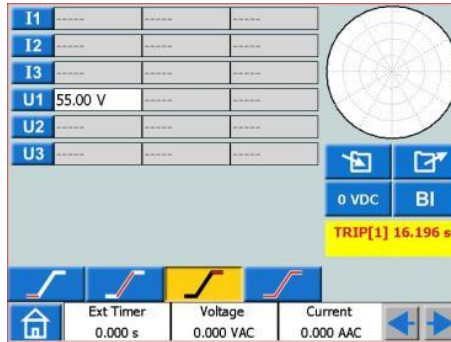 I1 ----- ----- -----
I2 ----- ----- -----
I3 ----- ----- -----
U1 55.00 V ----- -----
U2 ----- ----- -----
U3 ----- ----- -----
0 VDC BI
TRIP[1] 16.196 s
Ext Timer Voltage Current
0.000 s 0.000 VAC 0.000 AAC